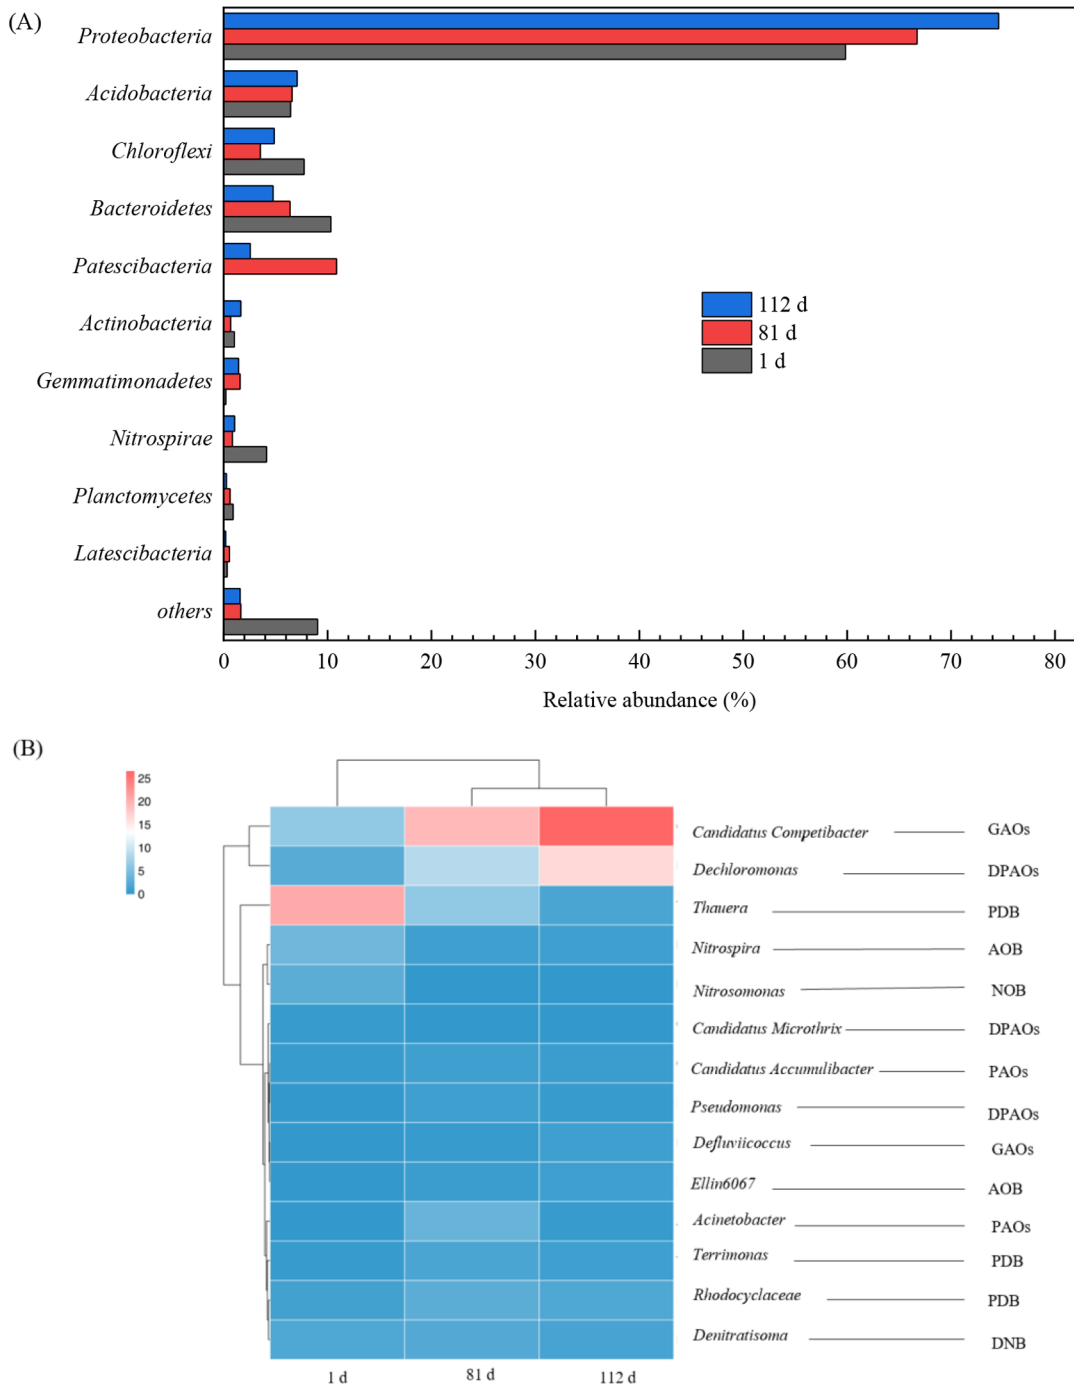 (A)
Proteobacteria
Acidobacteria
Chloroflexi
Bacteroidetes
Patescibacteria
Actinobacteria
Gemmatimonadetes
Nitrospirae
Planctomycetes
Latescibacteria
others
112 d
81 d
1 d
0 10 20 30 40 50 60 70 80
Relative abundance (%)
(B)
25
20
15
10
5
0
Candidatus Competibacter GAOs
Dechloromonas DPAOs
Thauera PDB
Nitrospira AOB
Nitrosomonas NOB
Candidatus Microthrix DPAOs
Candidatus Accumulibacter PAOs
Pseudomonas DPAOs
Defluviicoccus GAOs
Ellin6067 AOB
Acinetobacter PAOs
Terrimonas PDB
Rhodocyclaceae PDB
Denitratisoma DNB
1 d 81 d 112 d